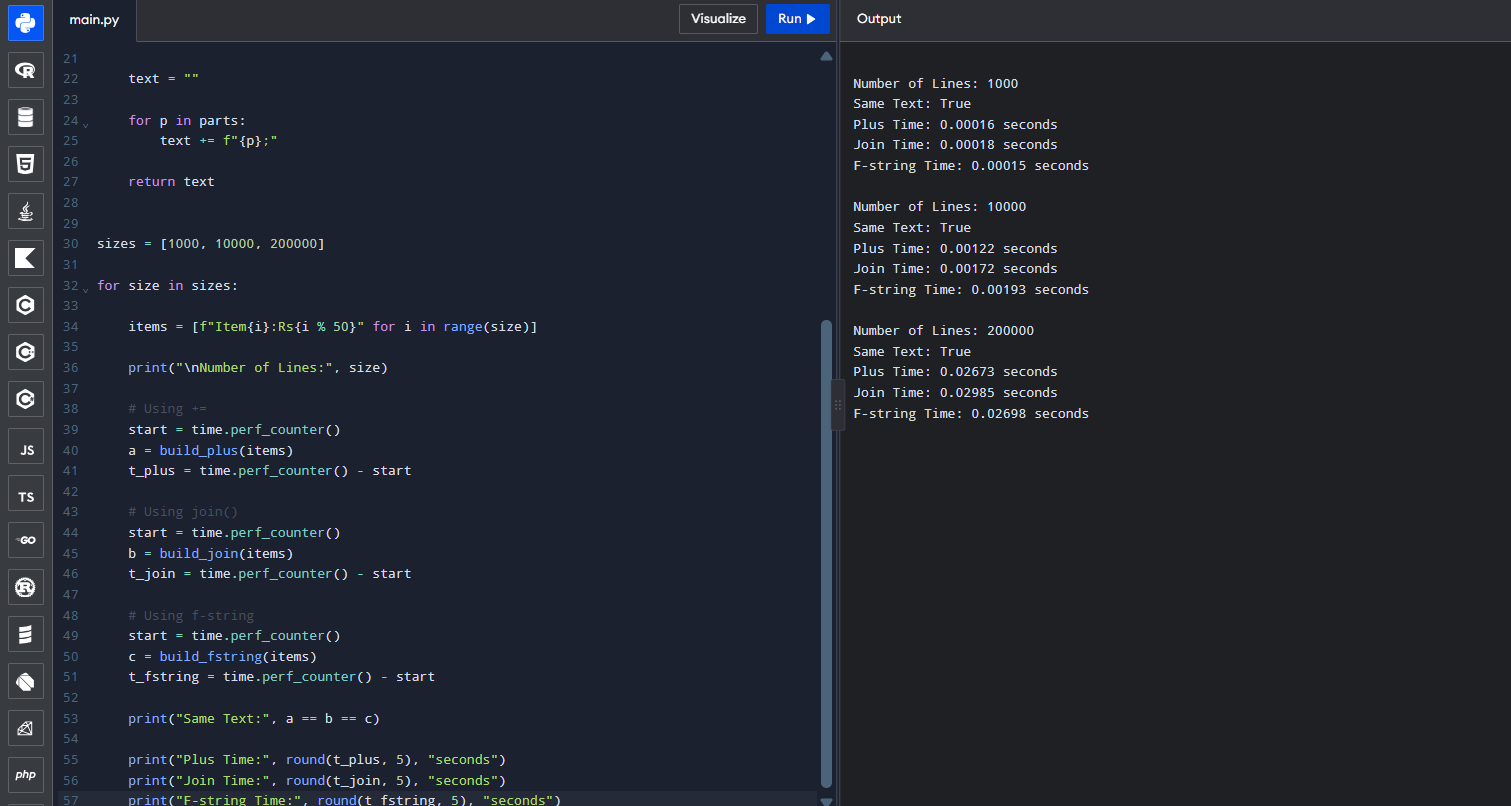 main.py
Visualize
Run
Output
21
22 text = ""
23
24 for p in parts:
25 text += f"{p};"
26
27 return text
28
29
30 sizes = [1000, 10000, 200000]
31
32 for size in sizes:
33
34 items = [f"Item{i}:Rs{i % 50}" for i in range(size)]
35
36 print("\nNumber of Lines:", size)
37
38 # Using +=
39 start = time.perf_counter()
40 a = build_plus(items)
41 t_plus = time.perf_counter() - start
42
43 # Using join()
44 start = time.perf_counter()
45 b = build_join(items)
46 t_join = time.perf_counter() - start
47
48 # Using f-string
49 start = time.perf_counter()
50 c = build_fstring(items)
51 t_fstring = time.perf_counter() - start
52
53 print("Same Text:", a == b == c)
54
55 print("Plus Time:", round(t_plus, 5), "seconds")
56 print("Join Time:", round(t_join, 5), "seconds")
57 print("F-string Time:", round(t_fstring, 5), "seconds")
Number of Lines: 1000
Same Text: True
Plus Time: 0.00016 seconds
Join Time: 0.00018 seconds
F-string Time: 0.00015 seconds
Number of Lines: 10000
Same Text: True
Plus Time: 0.00122 seconds
Join Time: 0.00172 seconds
F-string Time: 0.00193 seconds
Number of Lines: 200000
Same Text: True
Plus Time: 0.02673 seconds
Join Time: 0.02985 seconds
F-string Time: 0.02698 seconds
JS
TS
GO
php